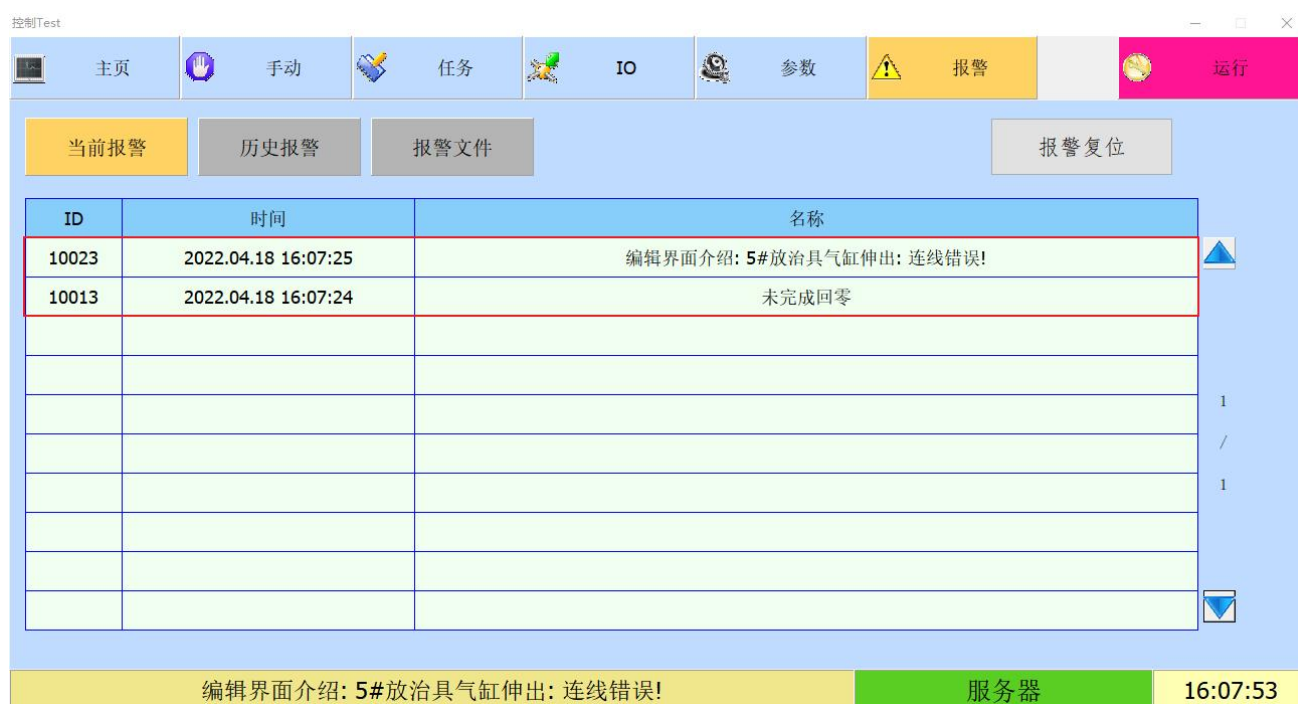 控制Test
主页 手动 任务 IO 参数 报警 运行
当前报警 历史报警 报警文件 报警复位
ID 时间 名称
10023 2022.04.18 16:07:25 编辑界面介绍: 5#放治具气缸伸出: 连线错误!
10013 2022.04.18 16:07:24 未完成回零
1
/
1
编辑界面介绍: 5#放治具气缸伸出: 连线错误! 服务器 16:07:53